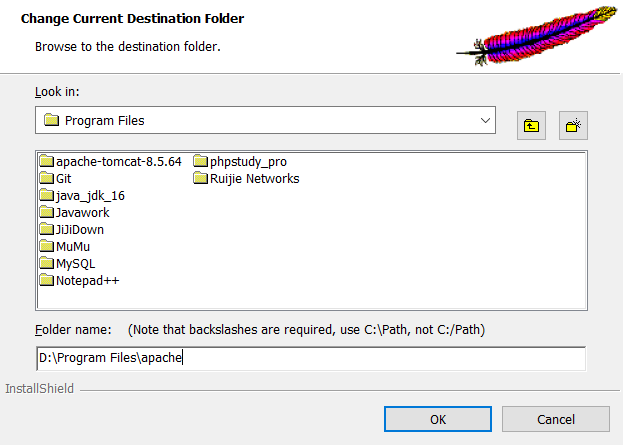 Change Current Destination Folder
Browse to the destination folder.
Look in:
Program Files
apache-tomcat-8.5.64
Git
java_jdk_16
Javawork
JiJiDown
MuMu
MySQL
Notepad++
phpstudy_pro
Ruijie Networks
Folder name: (Note that backslashes are required, use C:\Path, not C:/Path)
D:\Program Files\apache
InstallShield
OK
Cancel